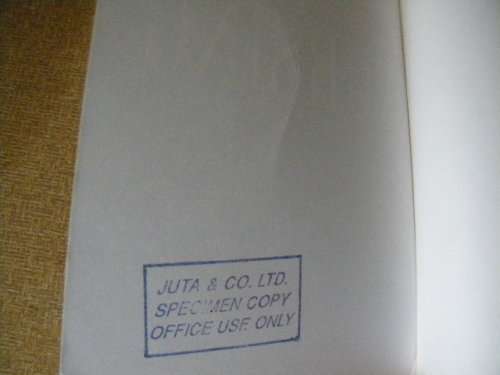 JUTA & CO. LTD.
SPECIMEN COPY
OFFICE USE ONLY